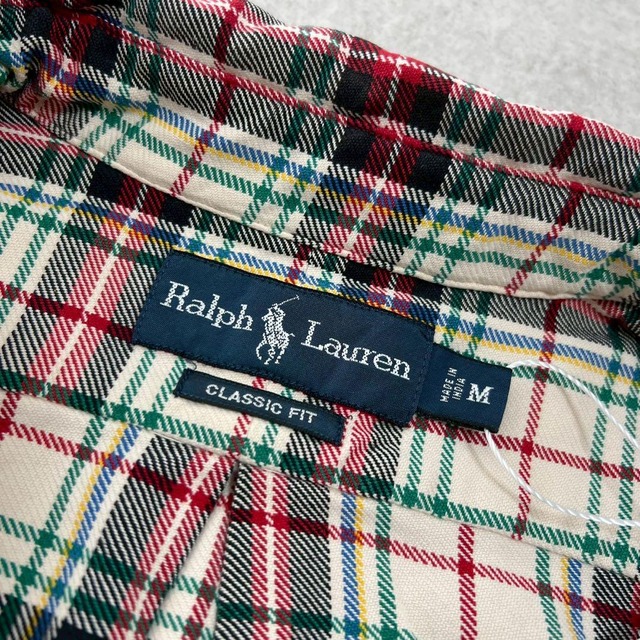 Ralph Lauren
CLASSIC FIT
MADE IN
INDIA
M